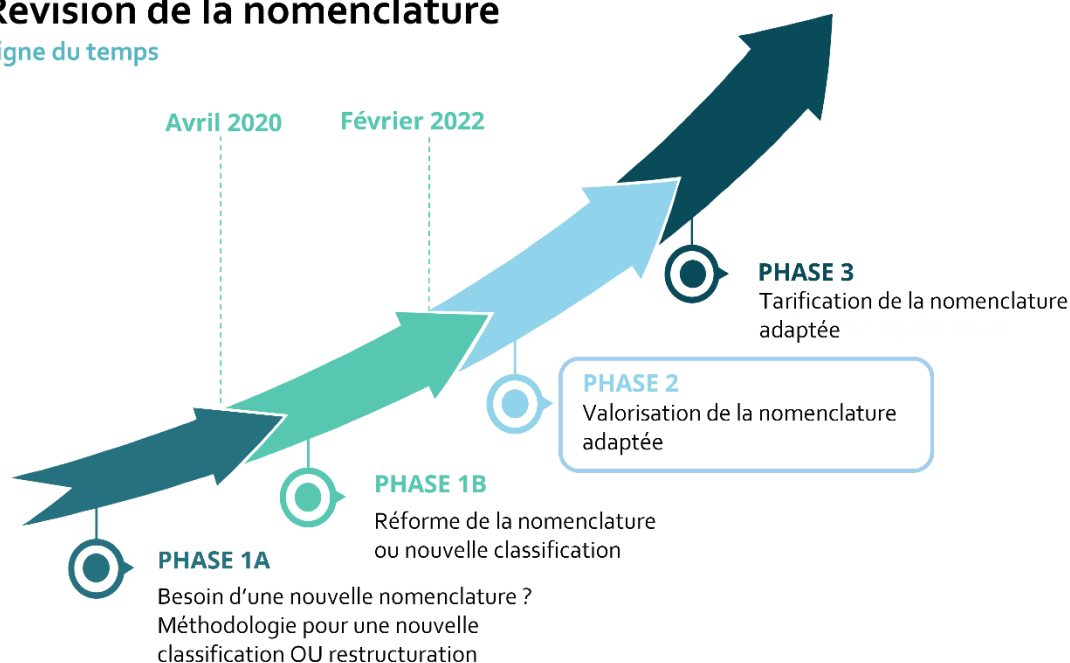 Révision de la nomenclature
igne du temps
Avril 2020
Février 2022
PHASE 3
Tarification de la nomenclature
adaptée
PHASE 2
Valorisation de la nomenclature
adaptée
PHASE 1B
Réforme de la nomenclature
ou nouvelle classification
PHASE 1A
Besoin d'une nouvelle nomenclature ?
Méthodologie pour une nouvelle
classification OU restructuration